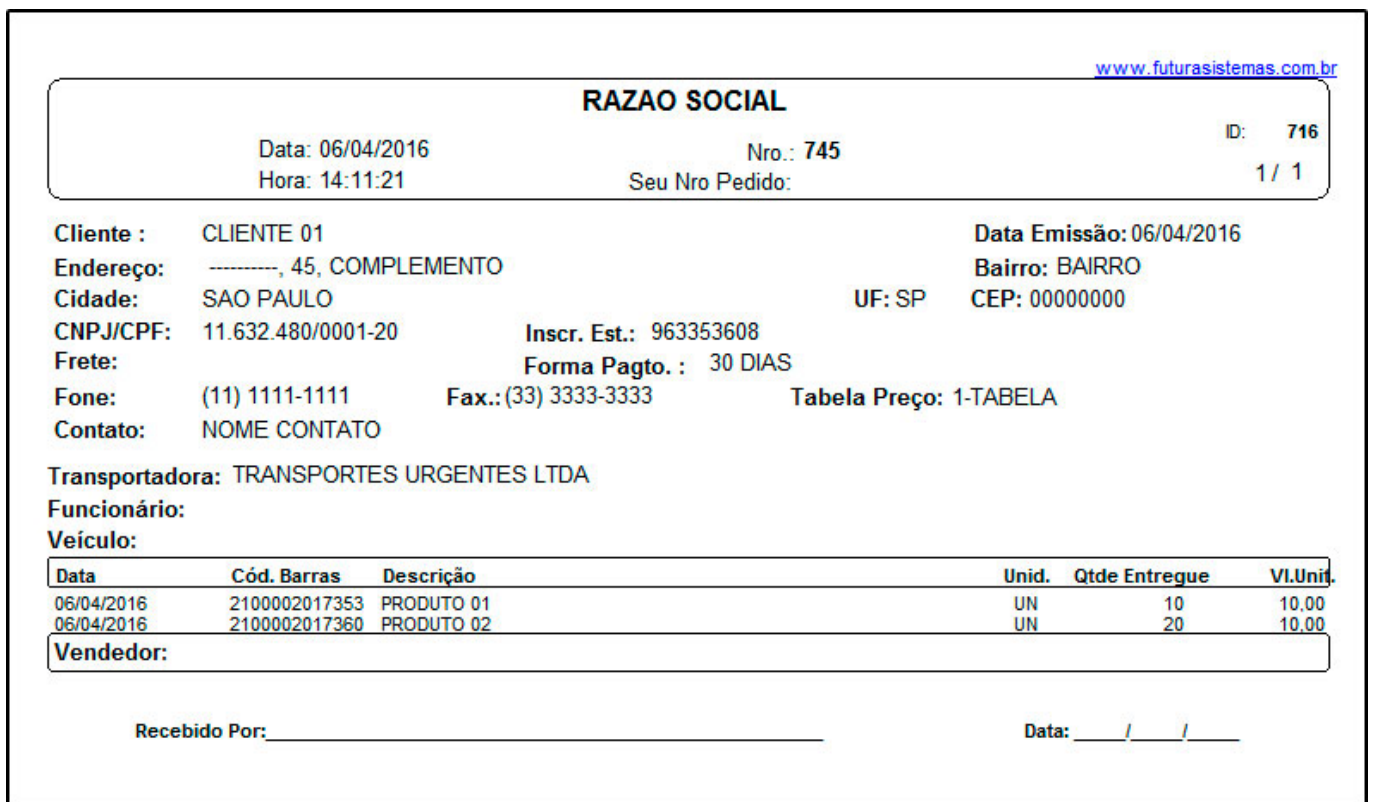 www.futurasistemas.com.br
RAZAO SOCIAL
ID: 716
Data: 06/04/2016 Nro.: 745
Hora: 14:11:21 Seu Nro Pedido: 1/ 1
Cliente : CLIENTE 01 Data Emissão: 06/04/2016
Endereço: ----------, 45, COMPLEMENTO Bairro: BAIRRO
Cidade: SAO PAULO UF: SP CEP: 00000000
CNPJ/CPF: 11.632.480/0001-20 Inscr. Est.: 963353608
Frete: Forma Pagto. : 30 DIAS
Fone: (11) 1111-1111 Fax.: (33) 3333-3333 Tabela Preço: 1-TABELA
Contato: NOME CONTATO
Transportadora: TRANSPORTES URGENTES LTDA
Funcionário:
Veículo:
Data Cód. Barras Descrição Unid. Qtde Entregue Vl.Unit.
06/04/2016 2100002017353 PRODUTO 01 UN 10 10,00
06/04/2016 2100002017360 PRODUTO 02 UN 20 10,00
Vendedor:
Recebido Por:____________________ Data: _____/_____/_____